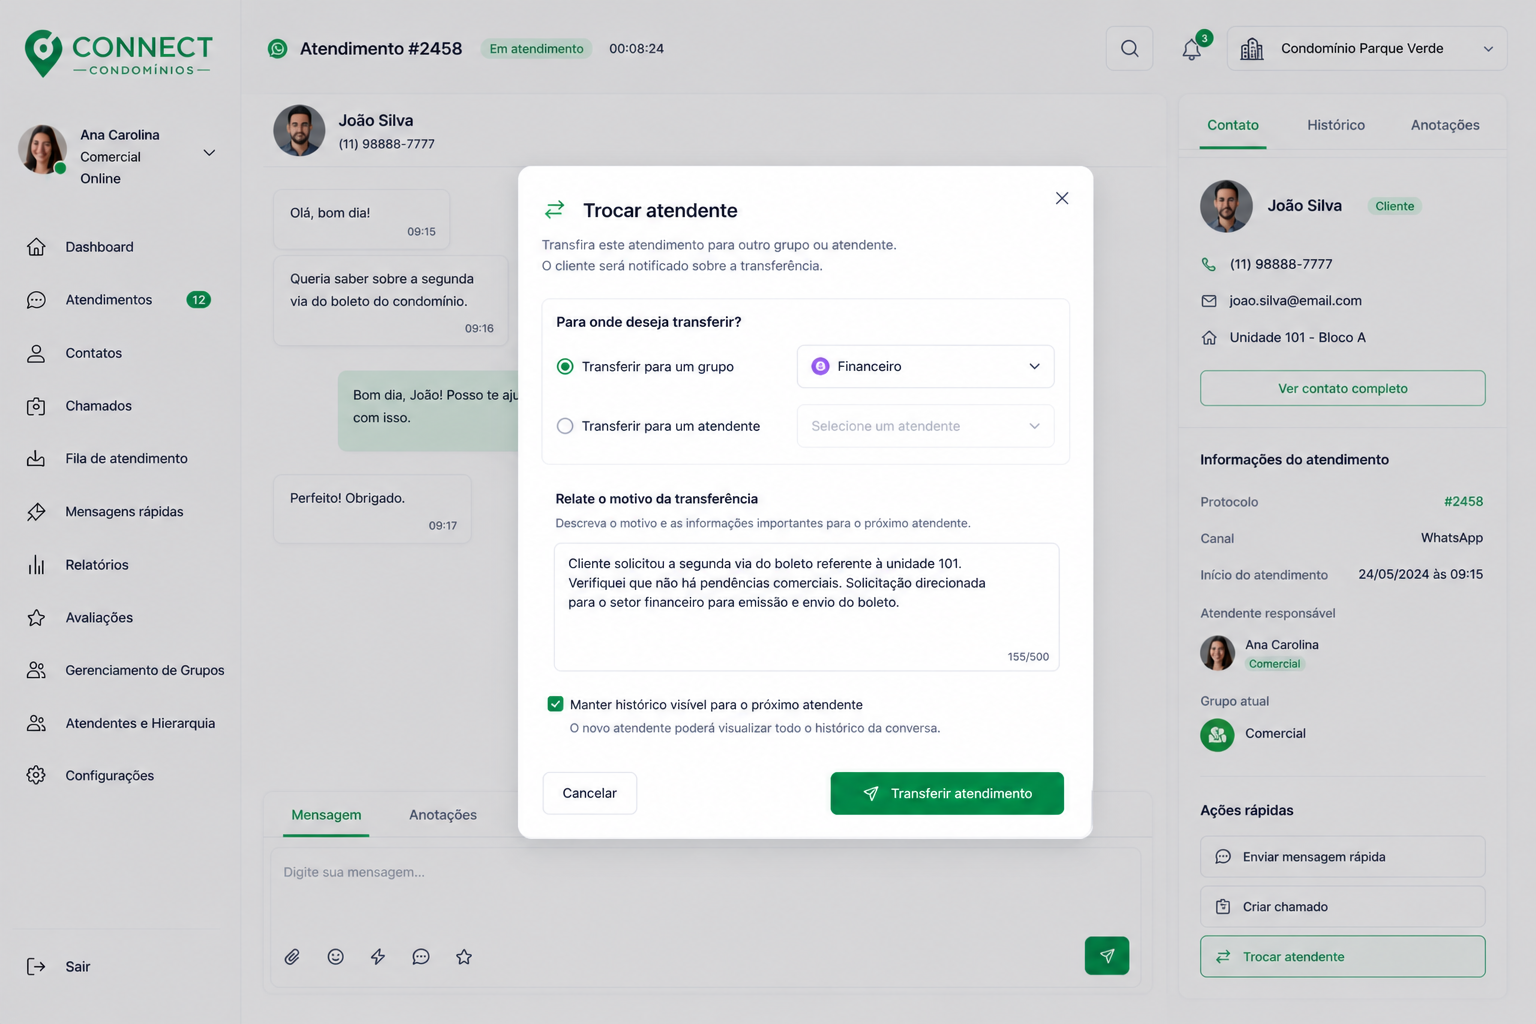 CONNECT
CONDOMÍNIOS
Ana Carolina
Comercial
Online
Dashboard
Atendimentos
12
Contatos
Chamados
Fila de atendimento
Mensagens rápidas
Relatórios
Avaliações
Gerenciamento de Grupos
Atendentes e Hierarquia
Configurações
Sair
Atendimento #2458
Em atendimento
00:08:24
3
Condomínio Parque Verde
João Silva
(11) 98888-7777
Olá, bom dia!
09:15
Queria saber sobre a segunda
via do boleto do condomínio.
09:16
Bom dia, João! Posso te aju
com isso.
Perfeito! Obrigado.
09:17
Mensagem
Anotações
Digite sua mensagem...
Trocar atendente
Transfira este atendimento para outro grupo ou atendente.
O cliente será notificado sobre a transferência.
Para onde deseja transferir?
Transferir para um grupo
Financeiro
Transferir para um atendente
Selecione um atendente
Relate o motivo da transferência
Descreva o motivo e as informações importantes para o próximo atendente.
Cliente solicitou a segunda via do boleto referente à unidade 101.
Verifiquei que não há pendências comerciais. Solicitação direcionada
para o setor financeiro para emissão e envio do boleto.
155/500
Manter histórico visível para o próximo atendente
O novo atendente poderá visualizar todo o histórico da conversa.
Cancelar
Transferir atendimento
Contato
Histórico
Anotações
João Silva
Cliente
(11) 98888-7777
joao.silva@email.com
Unidade 101 - Bloco A
Ver contato completo
Informações do atendimento
Protocolo
#2458
Canal
WhatsApp
Início do atendimento
24/05/2024 às 09:15
Atendente responsável
Ana Carolina
Comercial
Grupo atual
Comercial
Ações rápidas
Enviar mensagem rápida
Criar chamado
Trocar atendente